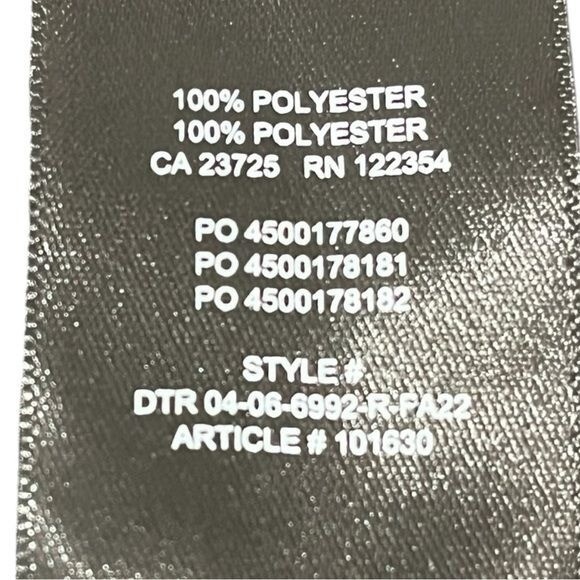 100% POLYESTER
100% POLYESTER
CA 23725 RN 122354
PO 4500177860
PO 4500178181
PO 4500178182
STYLE #
DTR 04-06-6992-R-FA22
ARTICLE # 101630